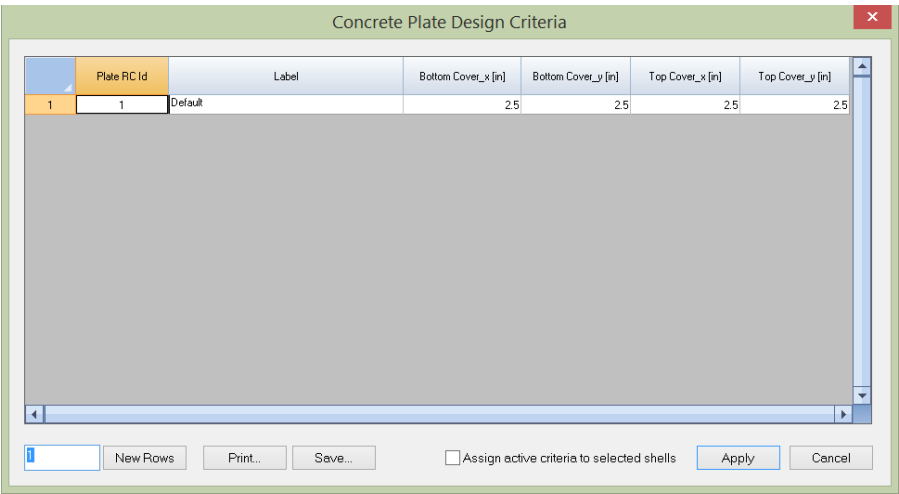 Concrete Plate Design Criteria
Plate RC Id Label Bottom Cover_x [in] Bottom Cover_y [in] Top Cover_x [in] Top Cover_y [in]
1 1 Default 2.5 2.5 2.5 2.5
1 New Rows Print... Save... Assign active criteria to selected shells Apply Cancel